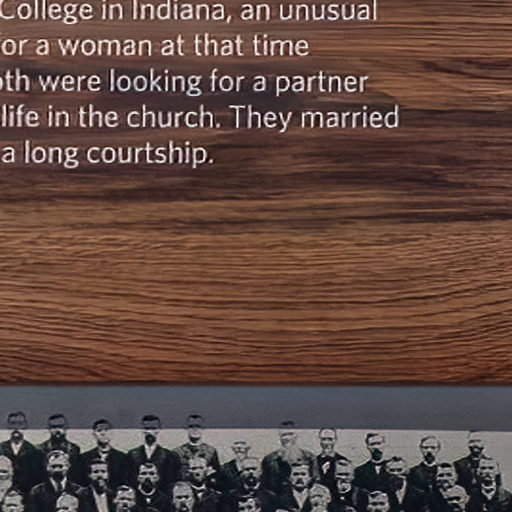 College in Indiana, an unusual
for a woman at that time
oth were looking for a partner
life in the church. They married
a long courtship.